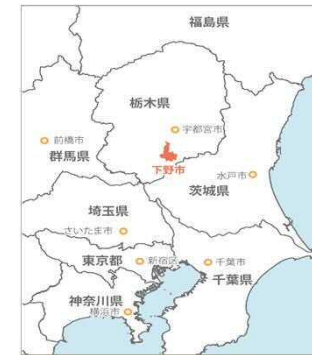 福島県
栃木県
宇都宮市
前橋市
群馬県
下野市
水戸市
茨城県
埼玉県
さいたま市
東京都
新宿区
千葉市
千葉県
神奈川県
横浜市